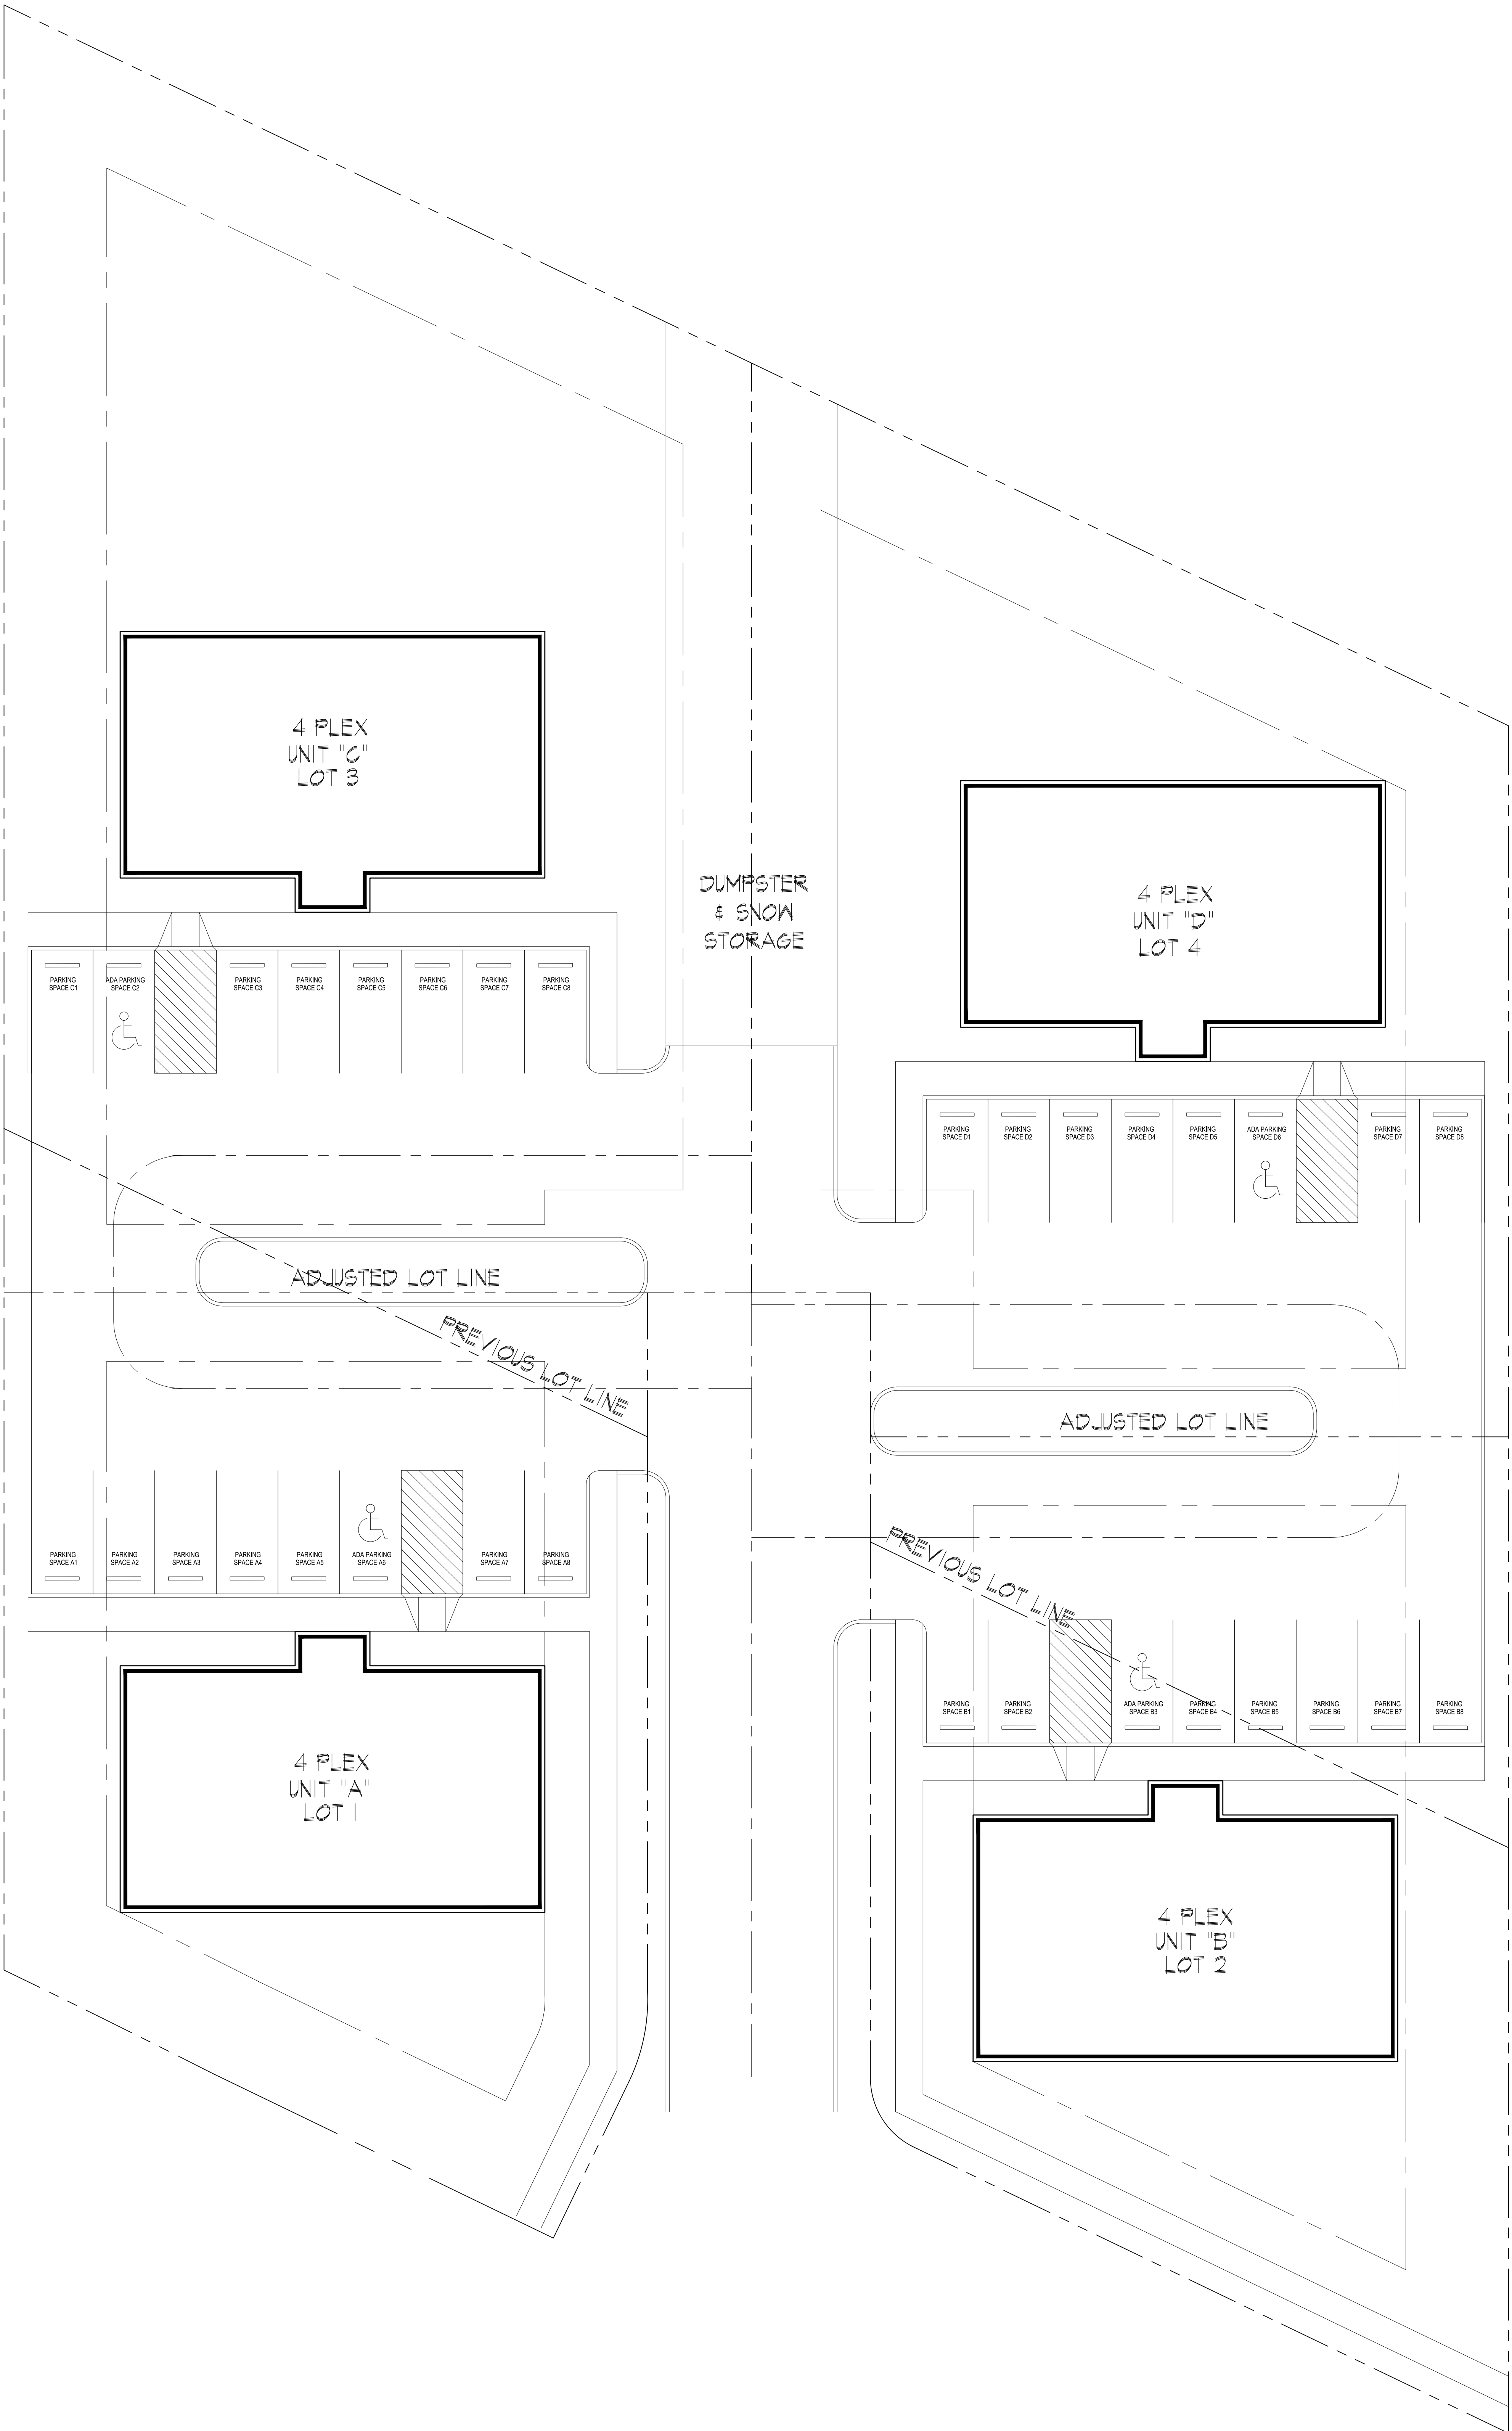 4 PLEX
UNIT "C"
LOT 3
DUMPSTER
& SNOW
STORAGE
4 PLEX
UNIT "D"
LOT 4
PARKING
SPACE C1
ADA PARKING
SPACE C2
PARKING
SPACE C3
PARKING
SPACE C4
PARKING
SPACE C5
PARKING
SPACE C6
PARKING
SPACE C7
PARKING
SPACE C8
PARKING
SPACE D1
PARKING
SPACE D2
PARKING
SPACE D3
PARKING
SPACE D4
PARKING
SPACE D5
ADA PARKING
SPACE D6
PARKING
SPACE D7
PARKING
SPACE D8
ADJUSTED LOT LINE
PREVIOUS LOT LINE
ADJUSTED LOT LINE
PREVIOUS LOT LINE
PARKING
SPACE A1
PARKING
SPACE A2
PARKING
SPACE A3
PARKING
SPACE A4
PARKING
SPACE A5
ADA PARKING
SPACE A6
PARKING
SPACE A7
PARKING
SPACE A8
PARKING
SPACE B1
PARKING
SPACE B2
ADA PARKING
SPACE B3
PARKING
SPACE B4
PARKING
SPACE B5
PARKING
SPACE B6
PARKING
SPACE B7
PARKING
SPACE B8
4 PLEX
UNIT "A"
LOT 1
4 PLEX
UNIT "B"
LOT 2